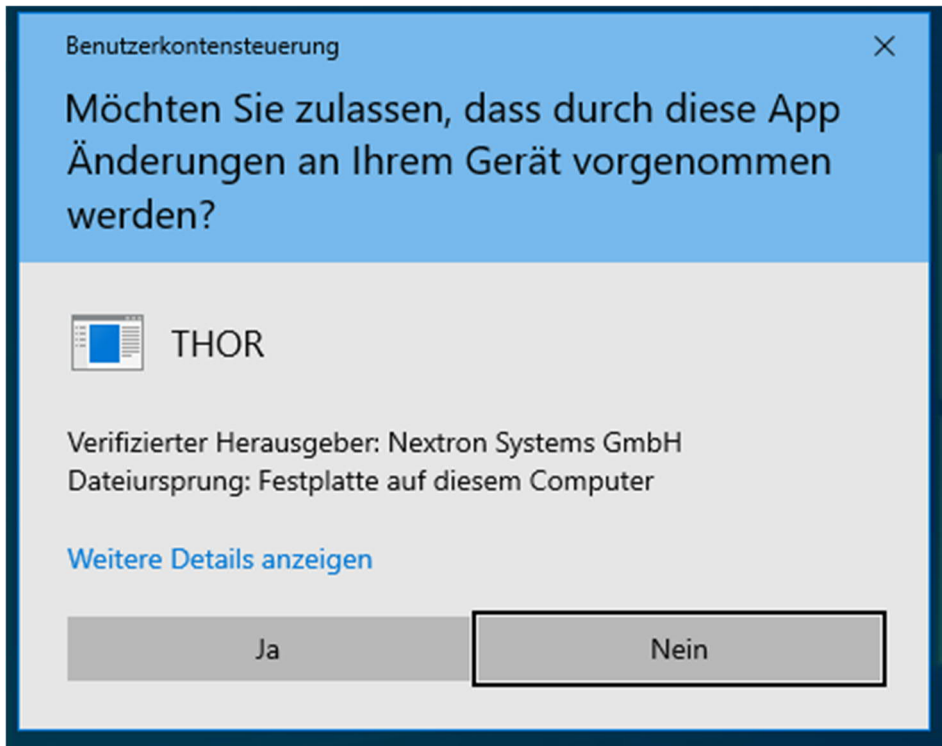 Benutzerkontensteuerung
Möchten Sie zulassen, dass durch diese App
Änderungen an Ihrem Gerät vorgenommen
werden?
THOR
Verifizierter Herausgeber: Nextron Systems GmbH
Dateiursprung: Festplatte auf diesem Computer
Weitere Details anzeigen
Ja
Nein